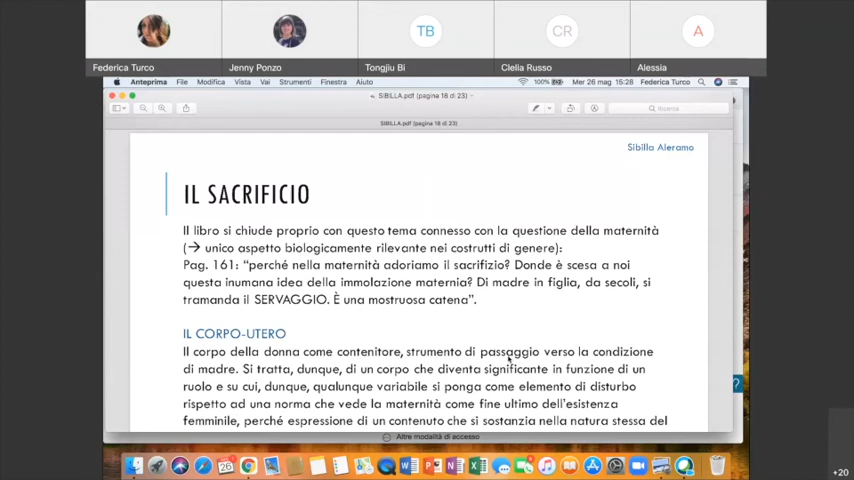 TB
CR
A
Federica Turco
Jenny Ponzo
Tongjiu Bi
Clelia Russo
Alessia
Anteprima File Modifica Vista Vai Strumenti Finestra Aiuto
100% Mer 26 mag 15:28 Federica Turco
SIBILLA.pdf (pagina 18 di 23)
Ricerca
SIBILLA.pdf (pagina 18 di 23)
Sibilla Aleramo
IL SACRIFICIO
Il libro si chiude proprio con questo tema connesso con la questione della maternità
(→ unico aspetto biologicamente rilevante nei costrutti di genere):
Pag. 161: “perché nella maternità adoriamo il sacrifizio? Donde è scesa a noi
questa inumana idea della immolazione materna? Di madre in figlia, da secoli, si
tramanda il SERVAGGIO. È una mostruosa catena”.
IL CORPO-UTERO
Il corpo della donna come contenitore, strumento di passaggio verso la condizione
di madre. Si tratta, dunque, di un corpo che diventa significante in funzione di un
ruolo e su cui, dunque, qualunque variabile si ponga come elemento di disturbo
rispetto ad una norma che vede la maternità come fine ultimo dell'esistenza
femminile, perché espressione di un contenuto che si sostanzia nella natura stessa del
?
Altre modalità di accesso
26
+20